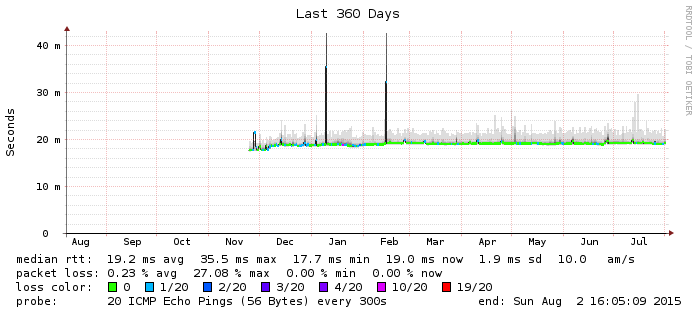 Last 360 Days
RRDTOOL / TOBI OETIKER
Seconds
40 m
30 m
20 m
10 m
0
Aug Sep Oct Nov Dec Jan Feb Mar Apr May Jun Jul
median rtt: 19.2 ms avg 35.5 ms max 17.7 ms min 19.0 ms now 1.9 ms sd 10.0 am/s
packet loss: 0.23 % avg 27.08 % max 0.00 % min 0.00 % now
loss color: 0 1/20 2/20 3/20 4/20 10/20 19/20
probe: 20 ICMP Echo Pings (56 Bytes) every 300s end: Sun Aug 2 16:05:09 2015